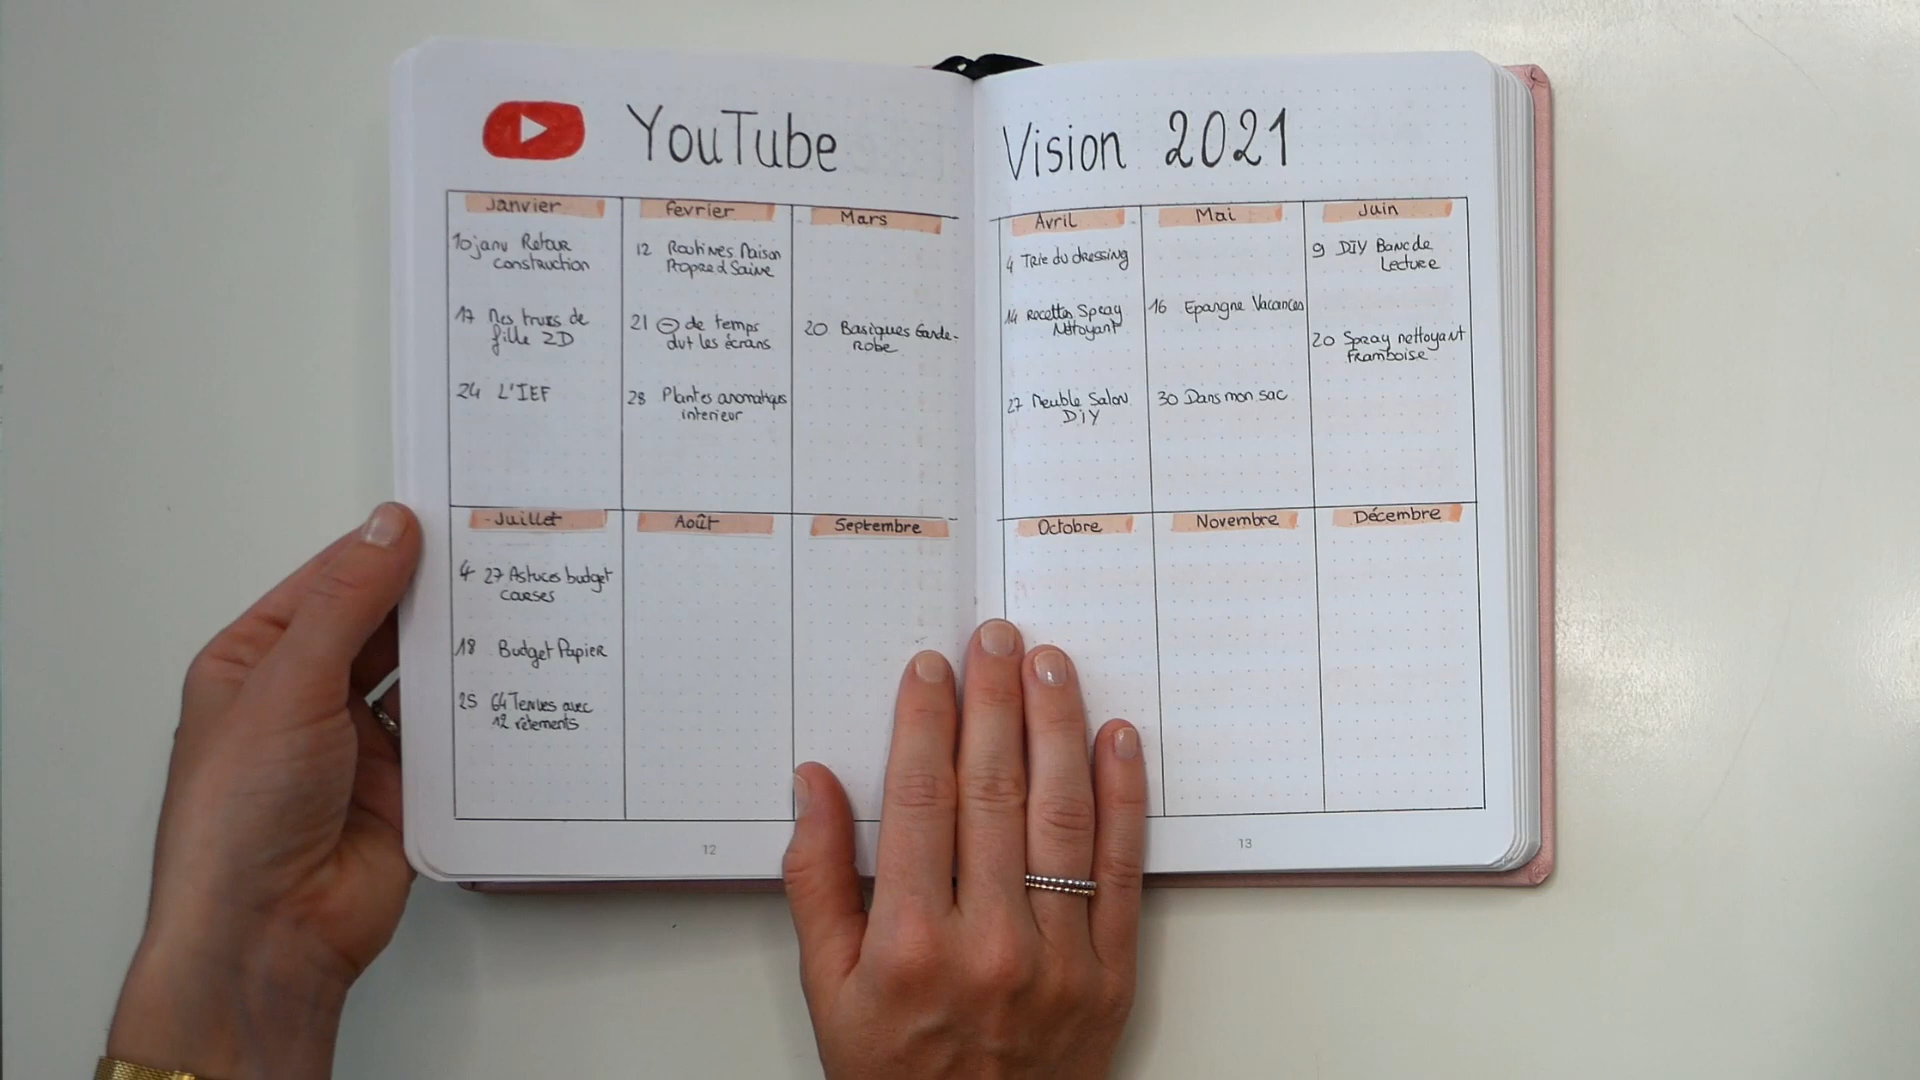 YouTube
Vision 2021
Janvier
10 janv Retour
construction
17 Mes trucs de
fille ZD
24 L'IEF
fevrier
12 Routines Maison
Propre & Saine
21 ⊖ de temps
dvt les écrans
28 Plantes aromatiques
interieur
Mars
20 Basiques Garde-
Robe
Avril
4 Trie du dressing
14 Recettes Spray
Nettoyant
27 Meuble Salon
DIY
Mai
16 Epargne Vacances
30 Dans mon sac
Juin
9 DIY Banc de
Lecture
20 Spray nettoyant
framboise
Juillet
4 27 Astuces budget
courses
18 Budget Papier
25 64 Tenues avec
12 vêtements
Août
Septembre
Octobre
Novembre
Décembre
12
13